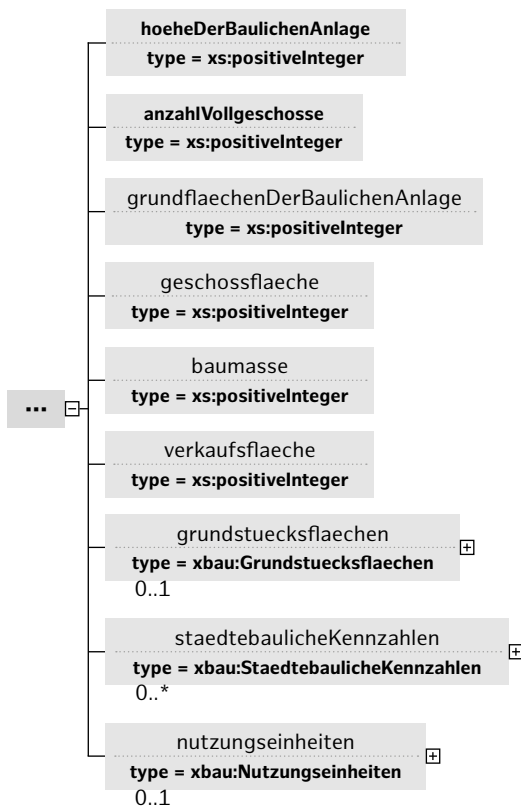 hoeheDerBaulichenAnlage
type = xs:positiveInteger
anzahlVollgeschosse
type = xs:positiveInteger
grundflaechenDerBaulichenAnlage
type = xs:positiveInteger
geschossflaeche
type = xs:positiveInteger
baumasse
type = xs:positiveInteger
...
verkaufsflaeche
type = xs:positiveInteger
grundstuecksflaechen
type = xbau:Grundstuecksflaechen
0..1
staedtebaulicheKennzahlen
type = xbau:StaedtebaulicheKennzahlen
0..*
nutzungseinheiten
type = xbau:Nutzungseinheiten
0..1